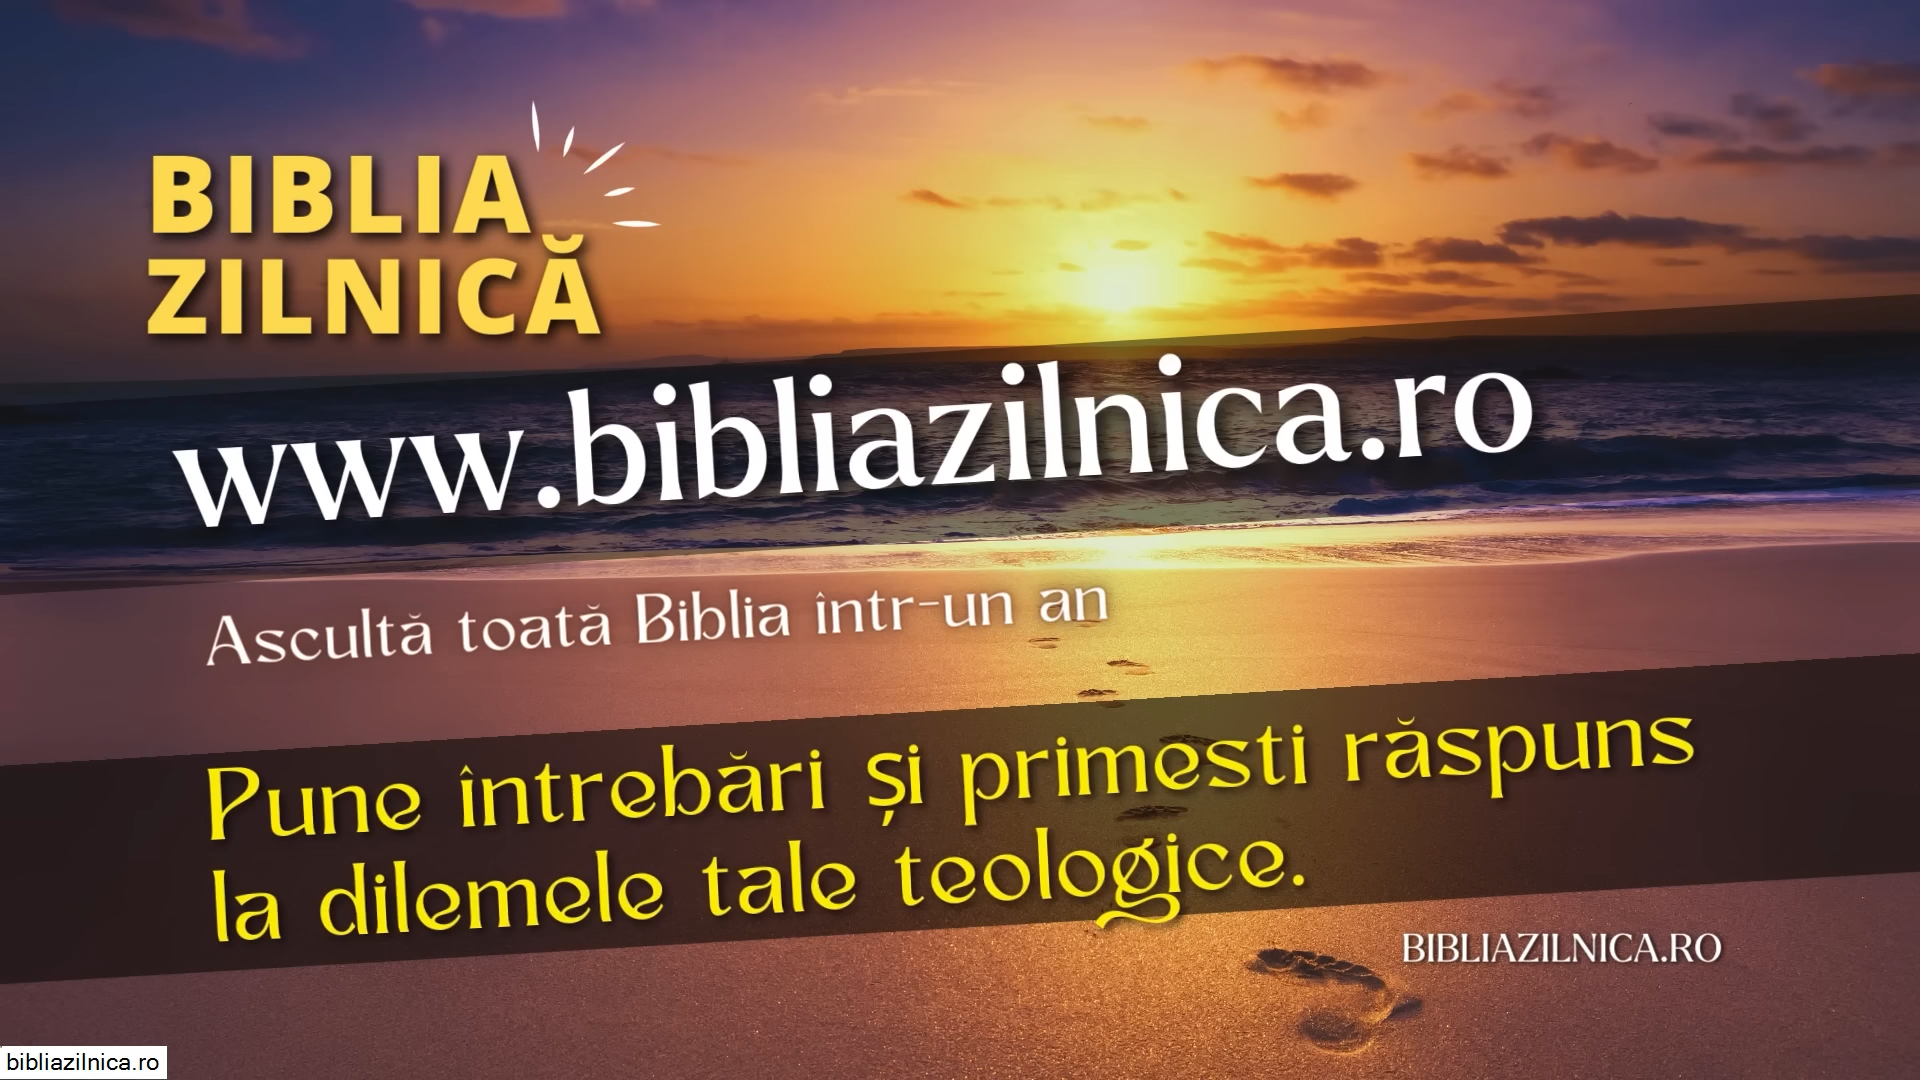 BIBLIA
ZILNICĂ
www.bibliazilnica.ro
Ascultă toată Biblia într-un an
Pune întrebări și primesti răspuns
la dilemele tale teologice.
BIBLIAZILNICA.RO
bibliazilnica.ro